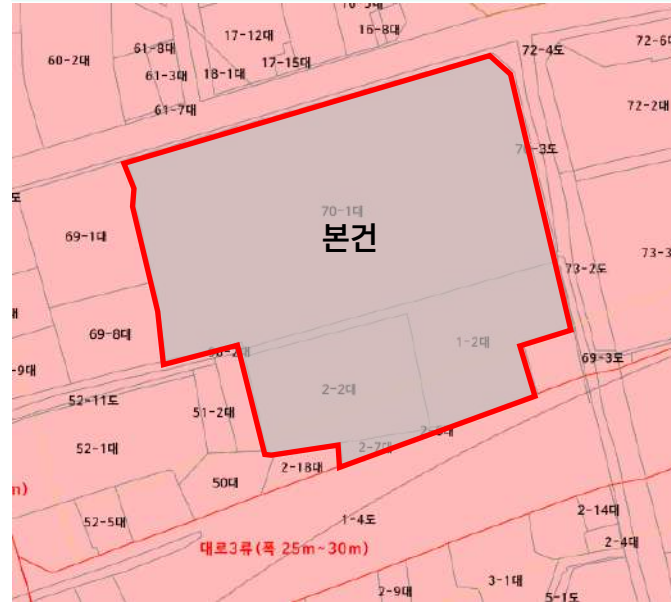 16-8대
17-12대
72-6
60-2대
61-8대
72-4도
17-15대
61-3대
18-1대
72-2대
61-7대
도
70-1대
69-1대
본건
73-3
73-2도
69-8대
1-2대
69-3도
-9대
52-11도
2-2대
51-2대
52-1대
2-18대
50대
52-5대
1-4도
2-14대
대로3류(폭 25m~30m)
2-4대
3-1대
2-9대
5-1도